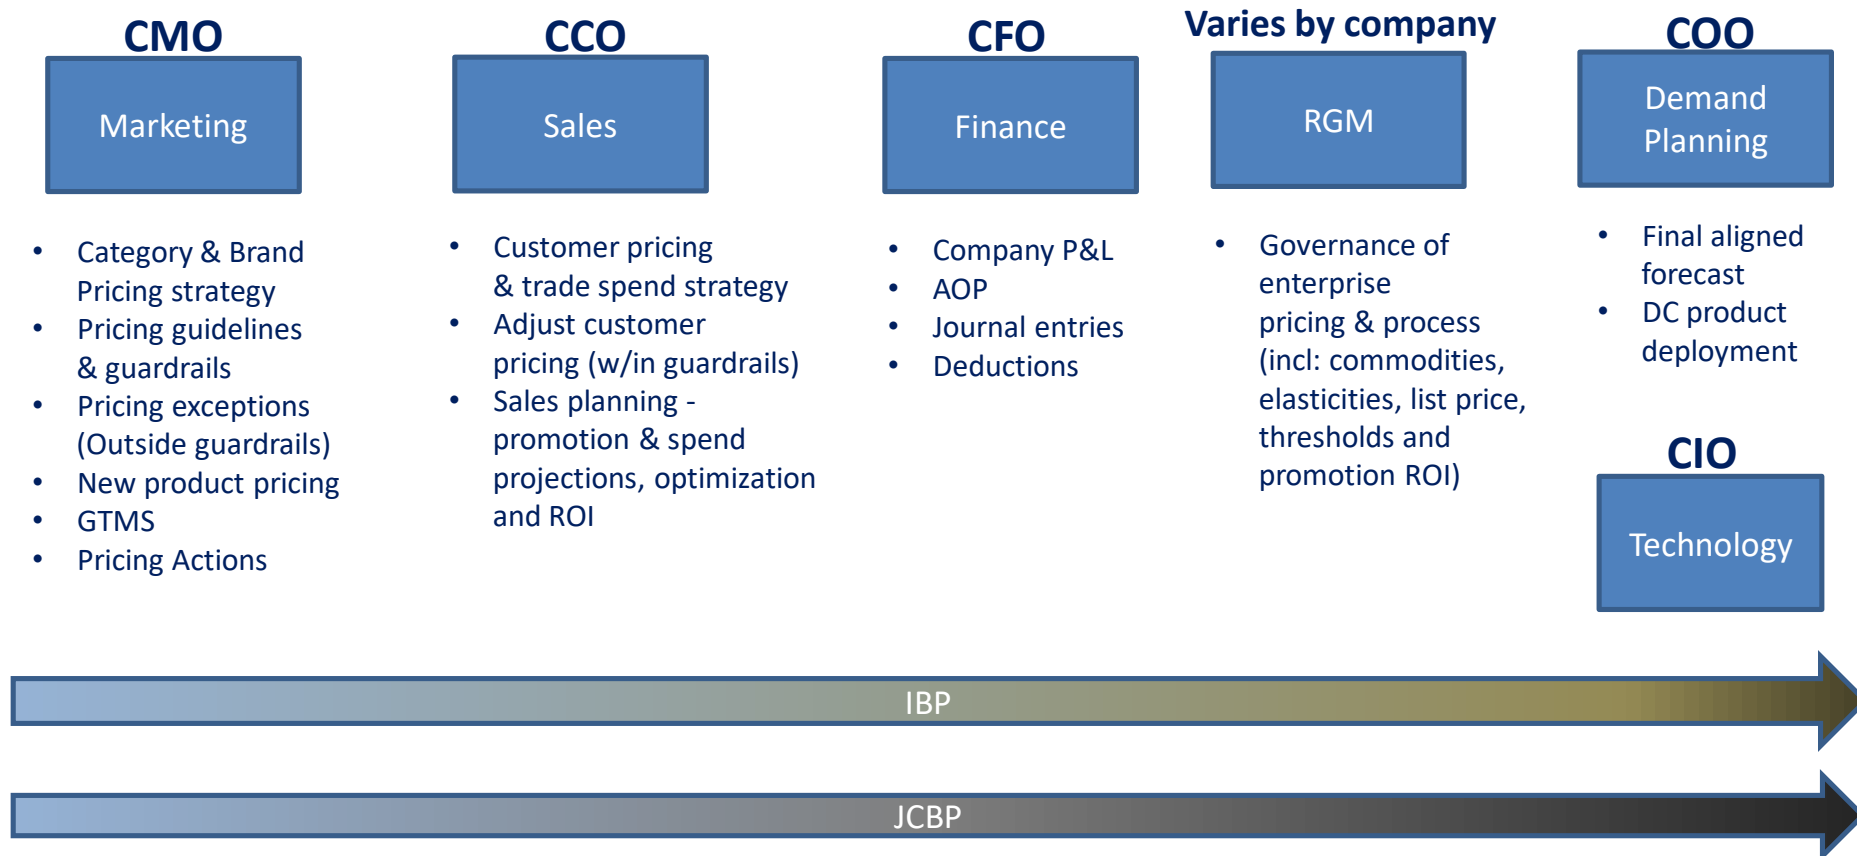 CMO
Marketing
• Category & Brand
Pricing strategy
• Pricing guidelines
& guardrails
• Pricing exceptions
(Outside guardrails)
• New product pricing
• GTMS
• Pricing Actions
CCO
Sales
• Customer pricing
& trade spend strategy
• Adjust customer
pricing (w/in guardrails)
• Sales planning -
promotion & spend
projections, optimization
and ROI
CFO
Finance
• Company P&L
• AOP
• Journal entries
• Deductions
Varies by company
RGM
• Governance of
enterprise
pricing & process
(incl: commodities,
elasticities, list price,
thresholds and
promotion ROI)
COO
Demand
Planning
• Final aligned
forecast
• DC product
deployment
CIO
Technology
IBP
JCBP